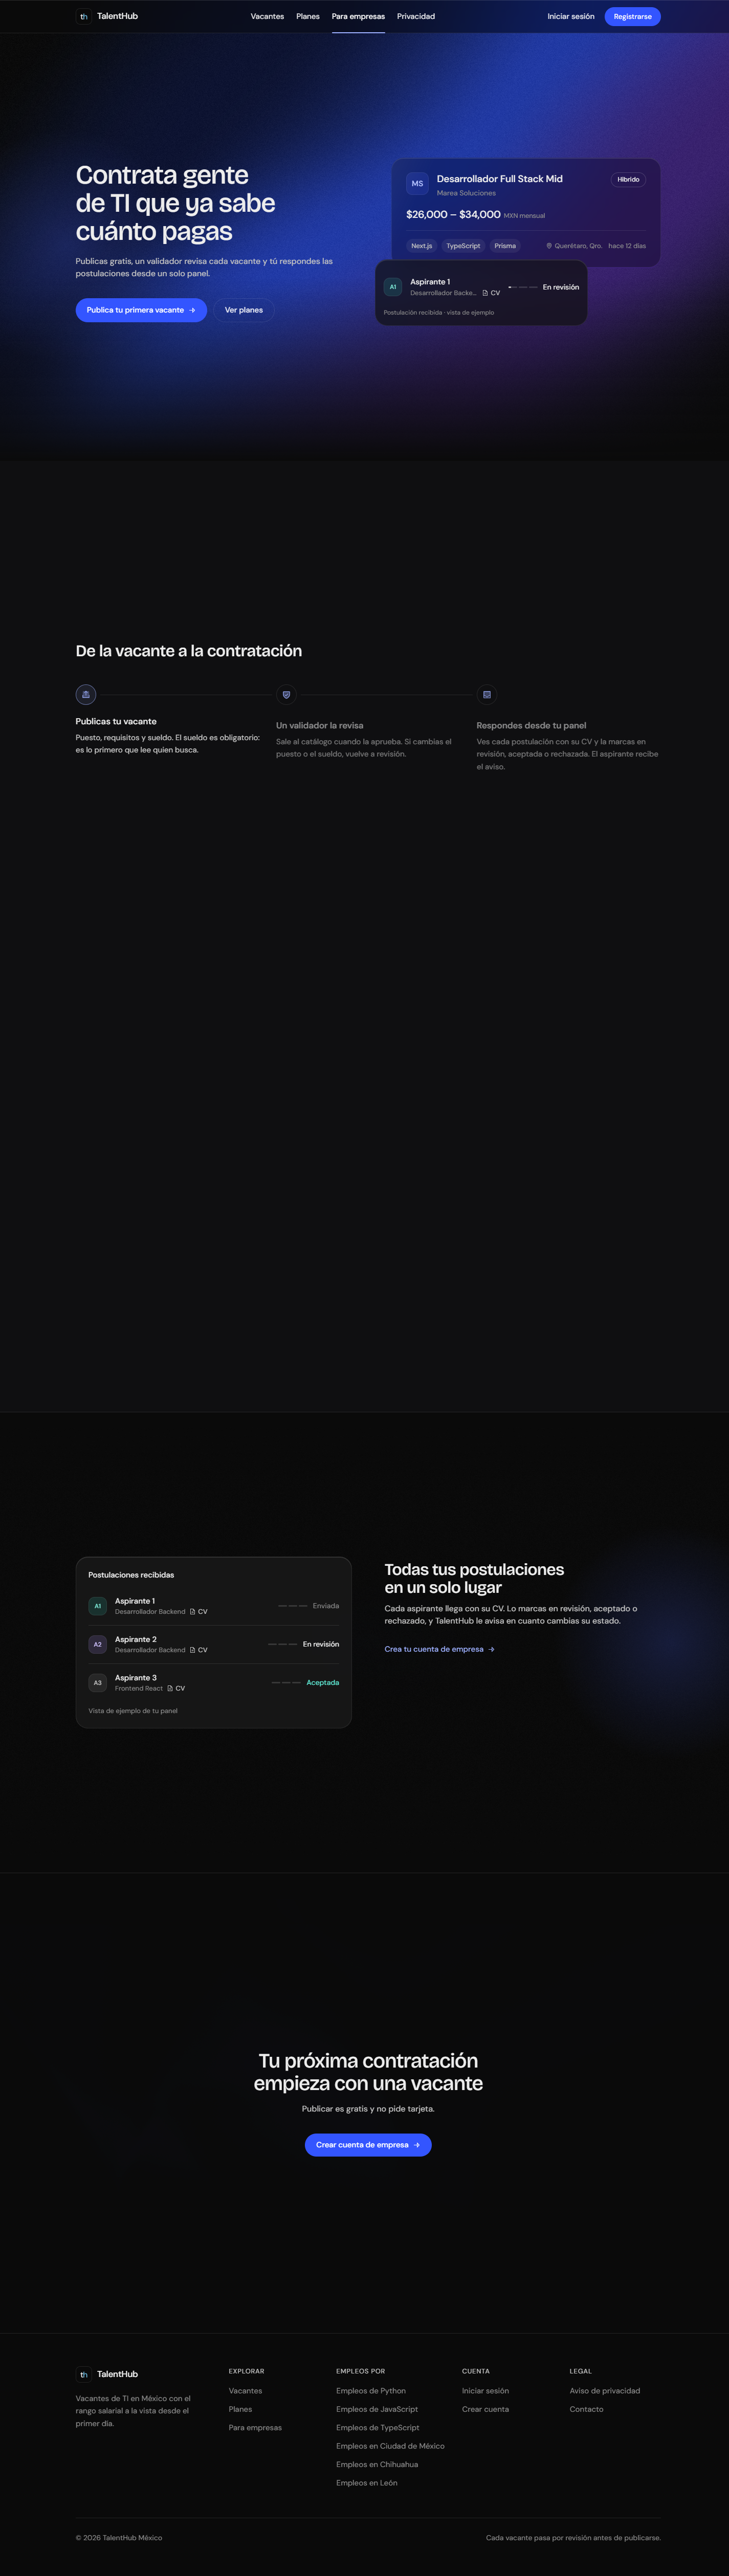 th TalentHub
Vacantes Planes Para empresas Privacidad
Iniciar sesión Registrarse
Contrata gente
de TI que ya sabe
cuánto pagas
Publicas gratis, un validador revisa cada vacante y tú respondes las
postulaciones desde un solo panel.
Publica tu primera vacante → Ver planes
MS Desarrollador Full Stack Mid Híbrido
Marea Soluciones
$26,000 – $34,000 MXN mensual
Next.js TypeScript Prisma Querétaro, Qro. hace 12 días
A1 Aspirante 1 En revisión
Desarrollador Backe... CV
Postulación recibida · vista de ejemplo
De la vacante a la contratación
Publicas tu vacante
Puesto, requisitos y sueldo. El sueldo es obligatorio:
es lo primero que lee quien busca.
Un validador la revisa
Sale al catálogo cuando la aprueba. Si cambias el
puesto o el sueldo, vuelve a revisión.
Respondes desde tu panel
Ves cada postulación con su CV y la marcas en
revisión, aceptada o rechazada. El aspirante recibe
el aviso.
Postulaciones recibidas
A1 Aspirante 1 Enviada
Desarrollador Backend CV
A2 Aspirante 2 En revisión
Desarrollador Backend CV
A3 Aspirante 3 Aceptada
Frontend React CV
Vista de ejemplo de tu panel
Todas tus postulaciones
en un solo lugar
Cada aspirante llega con su CV. Lo marcas en revisión, aceptado o
rechazado, y TalentHub le avisa en cuanto cambias su estado.
Crea tu cuenta de empresa →
Tu próxima contratación
empieza con una vacante
Publicar es gratis y no pide tarjeta.
Crear cuenta de empresa →
th TalentHub
Vacantes de TI en México con el
rango salarial a la vista desde el
primer día.
EXPLORAR
Vacantes
Planes
Para empresas
EMPLEOS POR
Empleos de Python
Empleos de JavaScript
Empleos de TypeScript
Empleos en Ciudad de México
Empleos en Chihuahua
Empleos en León
CUENTA
Iniciar sesión
Crear cuenta
LEGAL
Aviso de privacidad
Contacto
© 2026 TalentHub México
Cada vacante pasa por revisión antes de publicarse.